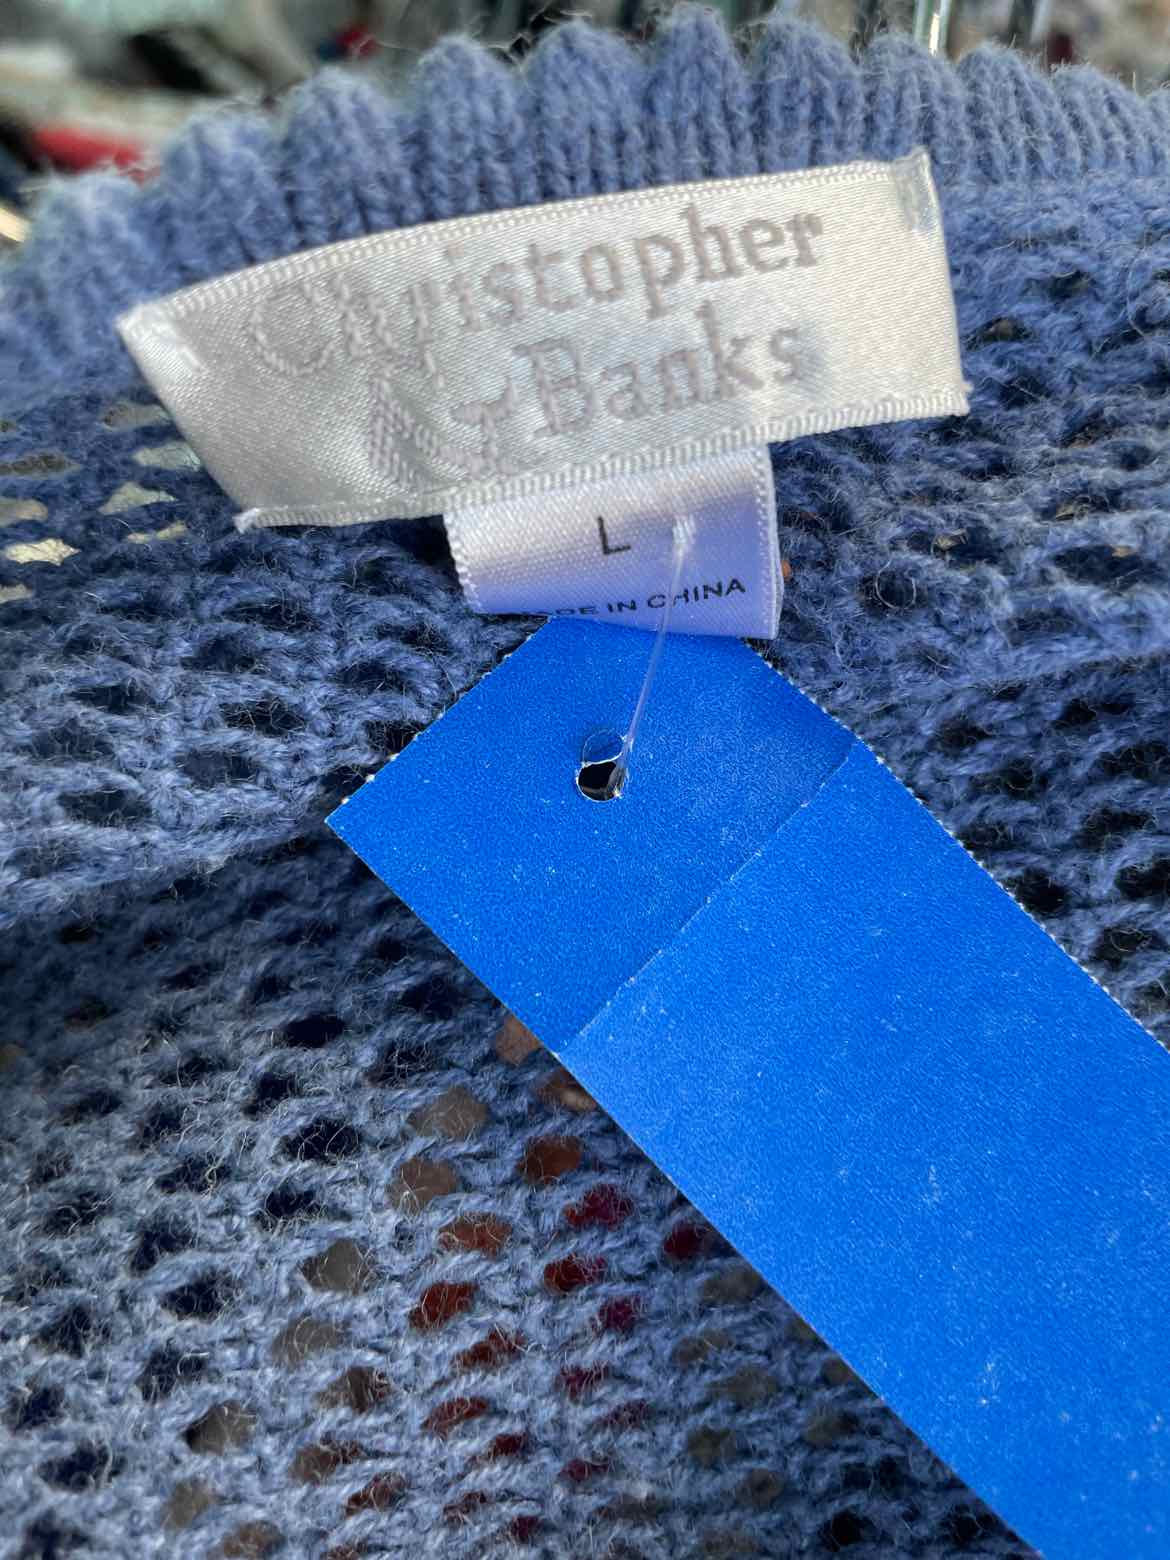 Christopher
& Banks
L
MADE IN CHINA